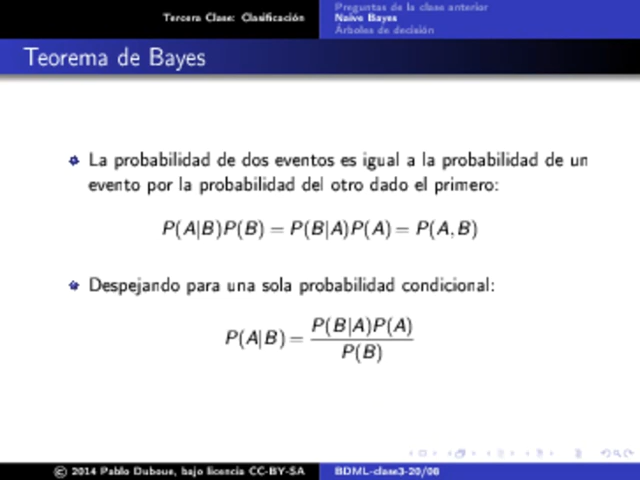 Tercera Clase: Clasificación
Preguntas de la clase anterior
Naive Bayes
Árboles de decisión
Teorema de Bayes
La probabilidad de dos eventos es igual a la probabilidad de un
evento por la probabilidad del otro dado el primero:
P(A|B)P(B) = P(B|A)P(A) = P(A, B)
Despejando para una sola probabilidad condicional:
P(A|B) = P(B|A)P(A) / P(B)
© 2014 Pablo Duboue, bajo licencia CC-BY-SA
BDML-clase3-20/08